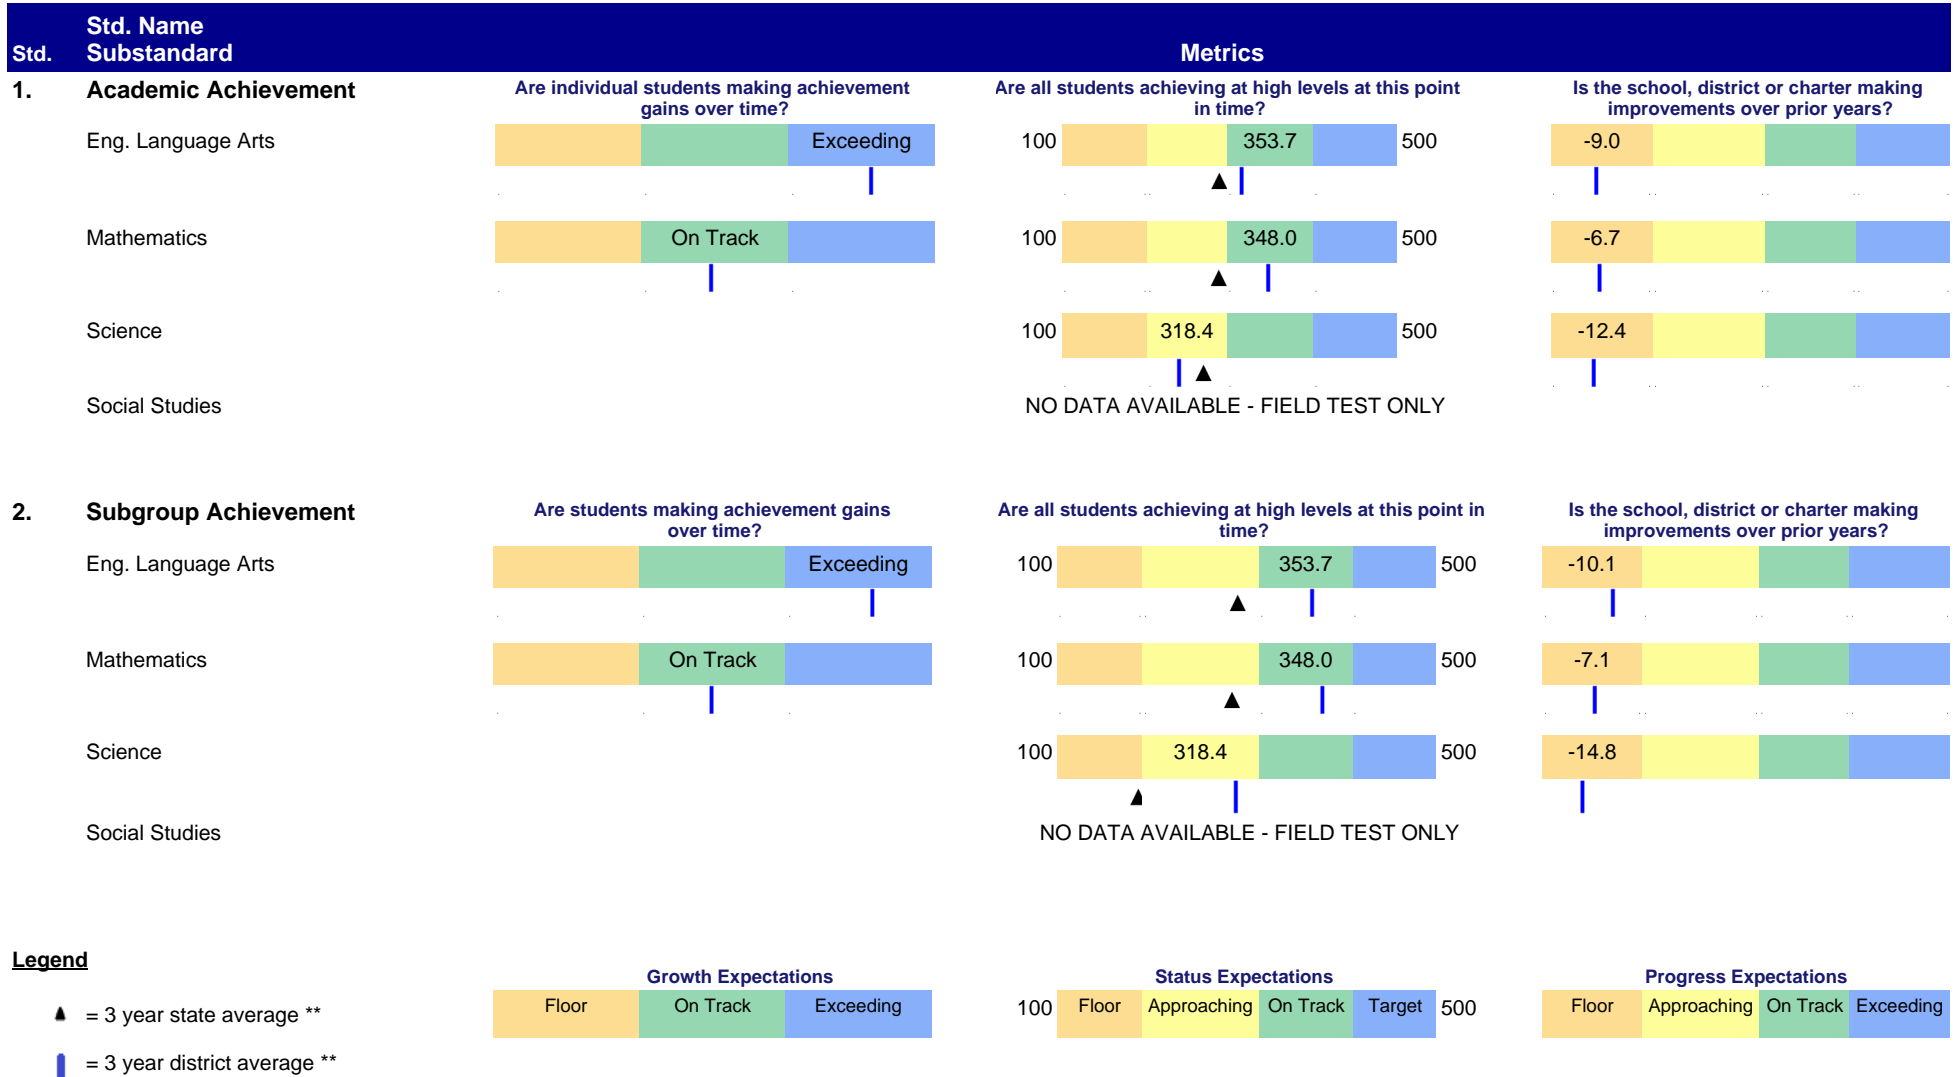 Std. Name
Std. Substandard Metrics
1. Academic Achievement
Are individual students making achievement
gains over time?
Are all students achieving at high levels at this point
in time?
Is the school, district or charter making
improvements over prior years?
Eng. Language Arts Exceeding 100 353.7 500 -9.0
Mathematics On Track 100 348.0 500 -6.7
Science 100 318.4 500 -12.4
Social Studies NO DATA AVAILABLE - FIELD TEST ONLY
2. Subgroup Achievement
Are students making achievement gains
over time?
Are all students achieving at high levels at this point in
time?
Is the school, district or charter making
improvements over prior years?
Eng. Language Arts Exceeding 100 353.7 500 -10.1
Mathematics On Track 100 348.0 500 -7.1
Science 100 318.4 500 -14.8
Social Studies NO DATA AVAILABLE - FIELD TEST ONLY
Legend
Growth Expectations Status Expectations Progress Expectations
Floor On Track Exceeding 100 Floor Approaching On Track Target 500 Floor Approaching On Track Exceeding
= 3 year state average **
= 3 year district average **